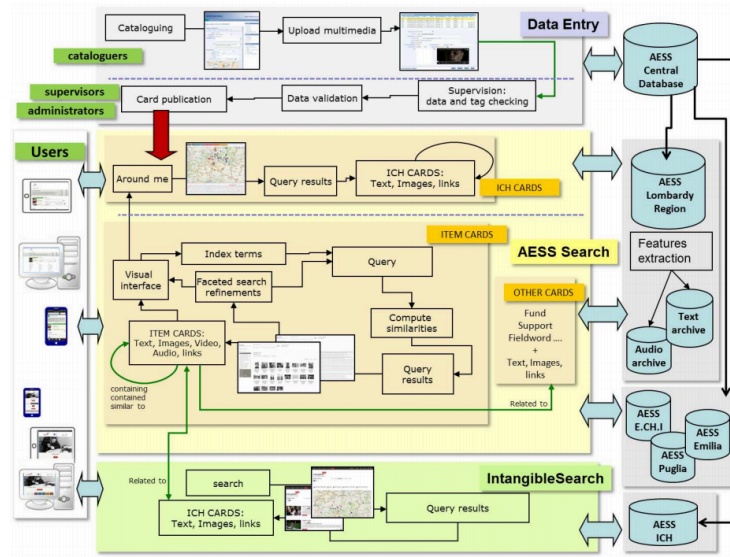 Data Entry
Cataloguing
Upload multimedia
cataloguers
supervisors
administrators
Card publication
Data validation
Supervision:
data and tag checking
AESS
Central
Database
Users
Around me
Query results
ICH CARDS:
Text, Images, links
ICH CARDS
AESS
Lombardy
Region
ITEM CARDS
AESS Search
Index terms
Visual
interface
Faceted search
refinements
Query
Features
extraction
OTHER CARDS
Fund
Support
Fieldword ....
+
Text, Images,
links
Compute
similarities
ITEM CARDS:
Text, Images, Video,
Audio, links
Query
results
Text
archive
Audio
archive
containing
contained
similar to
Related to
AESS
E.CH.I
AESS
Emilia
AESS
Puglia
Related to
search
IntangibleSearch
ICH CARDS:
Text, Images, links
Query results
AESS
ICH